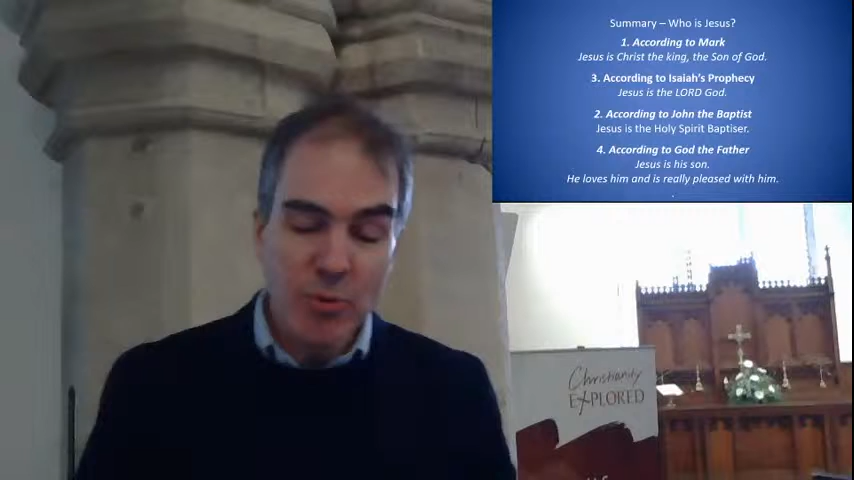 Summary – Who is Jesus?
1. According to Mark
Jesus is Christ the king, the Son of God.
3. According to Isaiah's Prophecy
Jesus is the LORD God.
2. According to John the Baptist
Jesus is the Holy Spirit Baptiser.
4. According to God the Father
Jesus is his son.
He loves him and is really pleased with him.
.
Christianity
EXPLORED